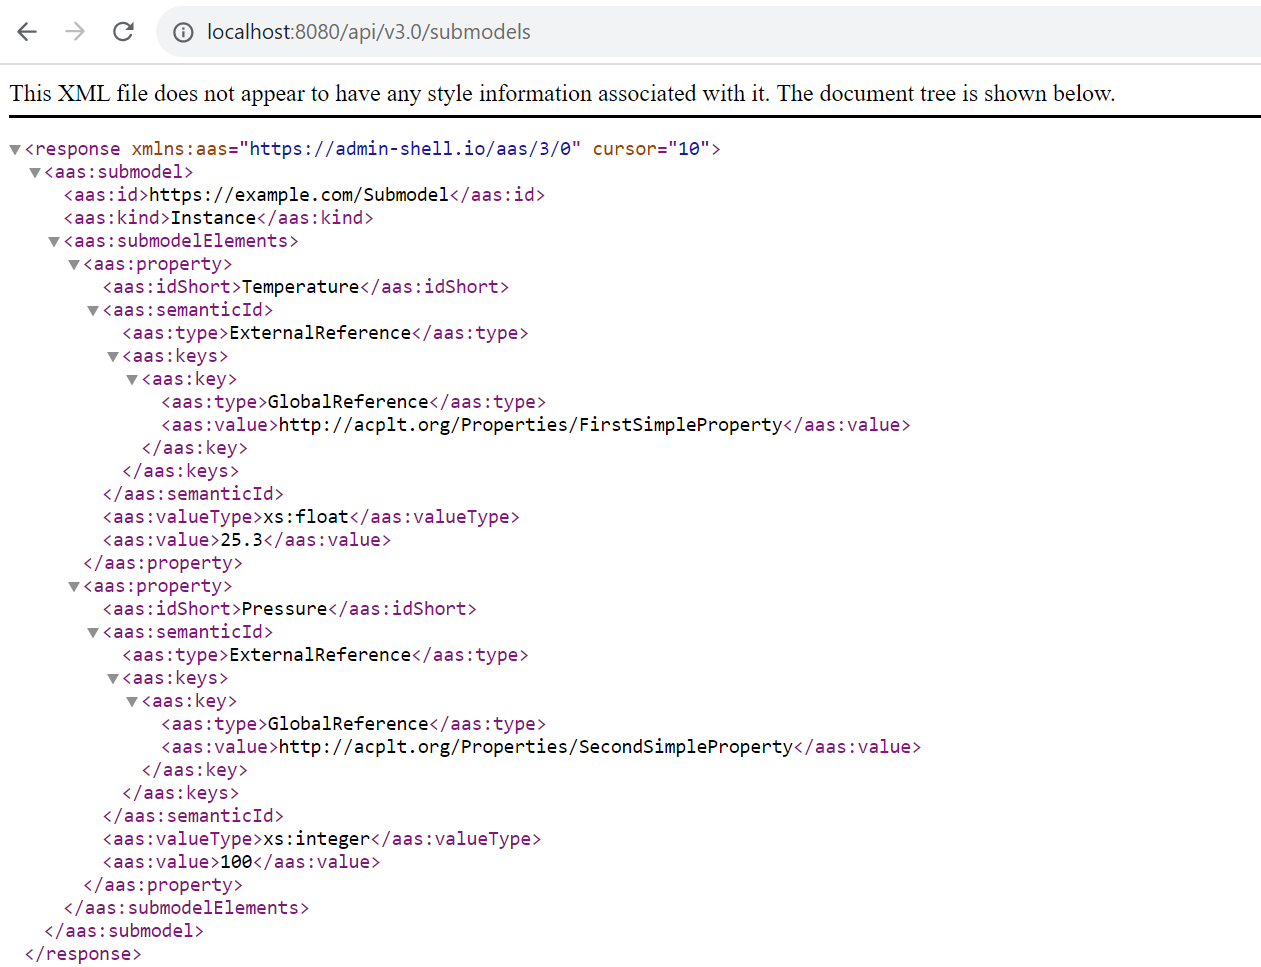 localhost:8080/api/v3.0/submodels
This XML file does not appear to have any style information associated with it. The document tree is shown below.
<response xmlns:aas="https://admin-shell.io/aas/3/0" cursor="10">
<aas:submodel>
<aas:id>https://example.com/Submodel</aas:id>
<aas:kind>Instance</aas:kind>
<aas:submodelElements>
<aas:property>
<aas:idShort>Temperature</aas:idShort>
<aas:semanticId>
<aas:type>ExternalReference</aas:type>
<aas:keys>
<aas:key>
<aas:type>GlobalReference</aas:type>
<aas:value>http://acplt.org/Properties/FirstSimpleProperty</aas:value>
</aas:key>
</aas:keys>
</aas:semanticId>
<aas:valueType>xs:float</aas:valueType>
<aas:value>25.3</aas:value>
</aas:property>
<aas:property>
<aas:idShort>Pressure</aas:idShort>
<aas:semanticId>
<aas:type>ExternalReference</aas:type>
<aas:keys>
<aas:key>
<aas:type>GlobalReference</aas:type>
<aas:value>http://acplt.org/Properties/SecondSimpleProperty</aas:value>
</aas:key>
</aas:keys>
</aas:semanticId>
<aas:valueType>xs:integer</aas:valueType>
<aas:value>100</aas:value>
</aas:property>
</aas:submodelElements>
</aas:submodel>
</response>